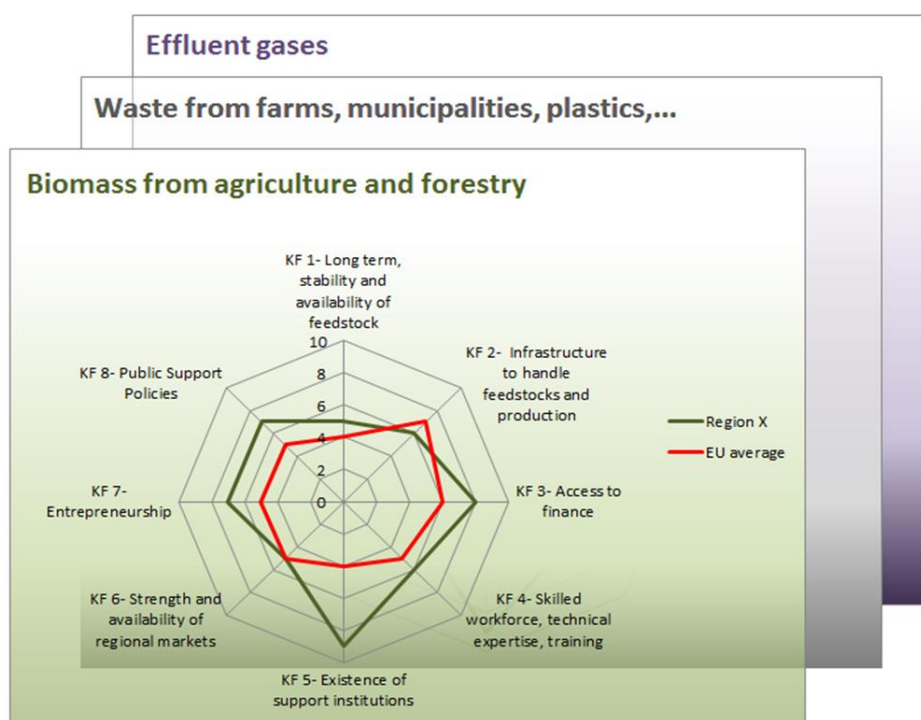 Effluent gases
Waste from farms, municipalities, plastics,...
Biomass from agriculture and forestry
KF 1- Long term,
stability and
availability of
feedstock
KF 2-  Infrastructure
to handle
feedstocks and
production
KF 3- Access to
finance
KF 4- Skilled
workforce, technical
expertise, training
KF 5- Existence of
support institutions
KF 6- Strength and
availability of
regional markets
KF 7-
Entrepreneurship
KF 8- Public Support
Policies
10
8
6
4
2
0
Region X
EU average